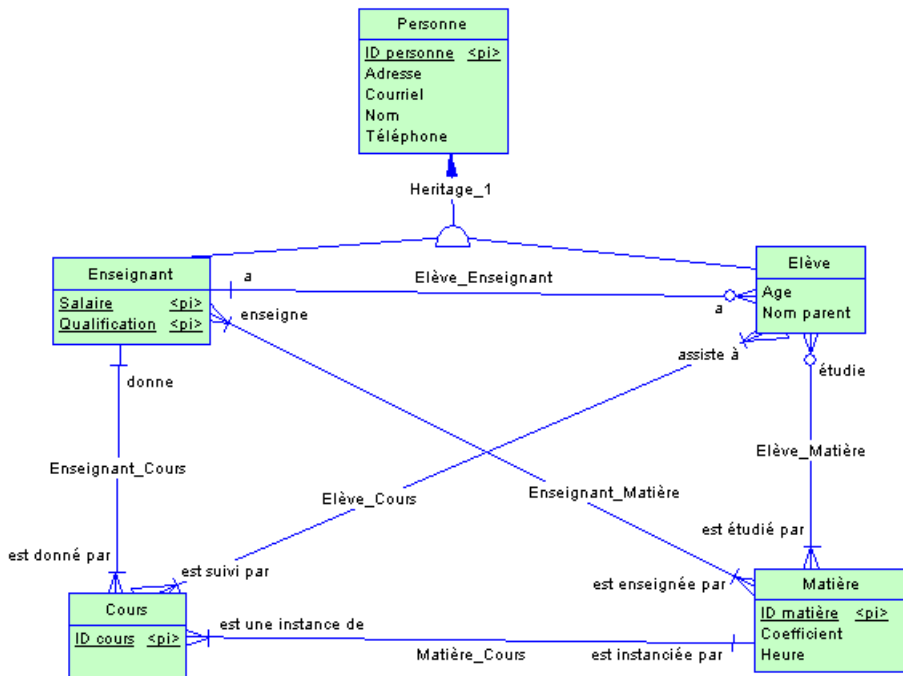 Personne
ID personne <pi>
Adresse
Courriel
Nom
Téléphone
Heritage_1
Enseignant
Salaire <pi>
Qualification <pi>
a
Elève_Enseignant
a
Elève
Age
Nom parent
enseigne
donne
assiste à
étudie
Enseignant_Cours
Elève_Cours
Enseignant_Matière
Elève_Matière
est donné par
est suivi par
est étudié par
est enseignée par
Cours
ID cours <pi>
est une instance de
Matière_Cours
est instanciée par
Matière
ID matière <pi>
Coefficient
Heure